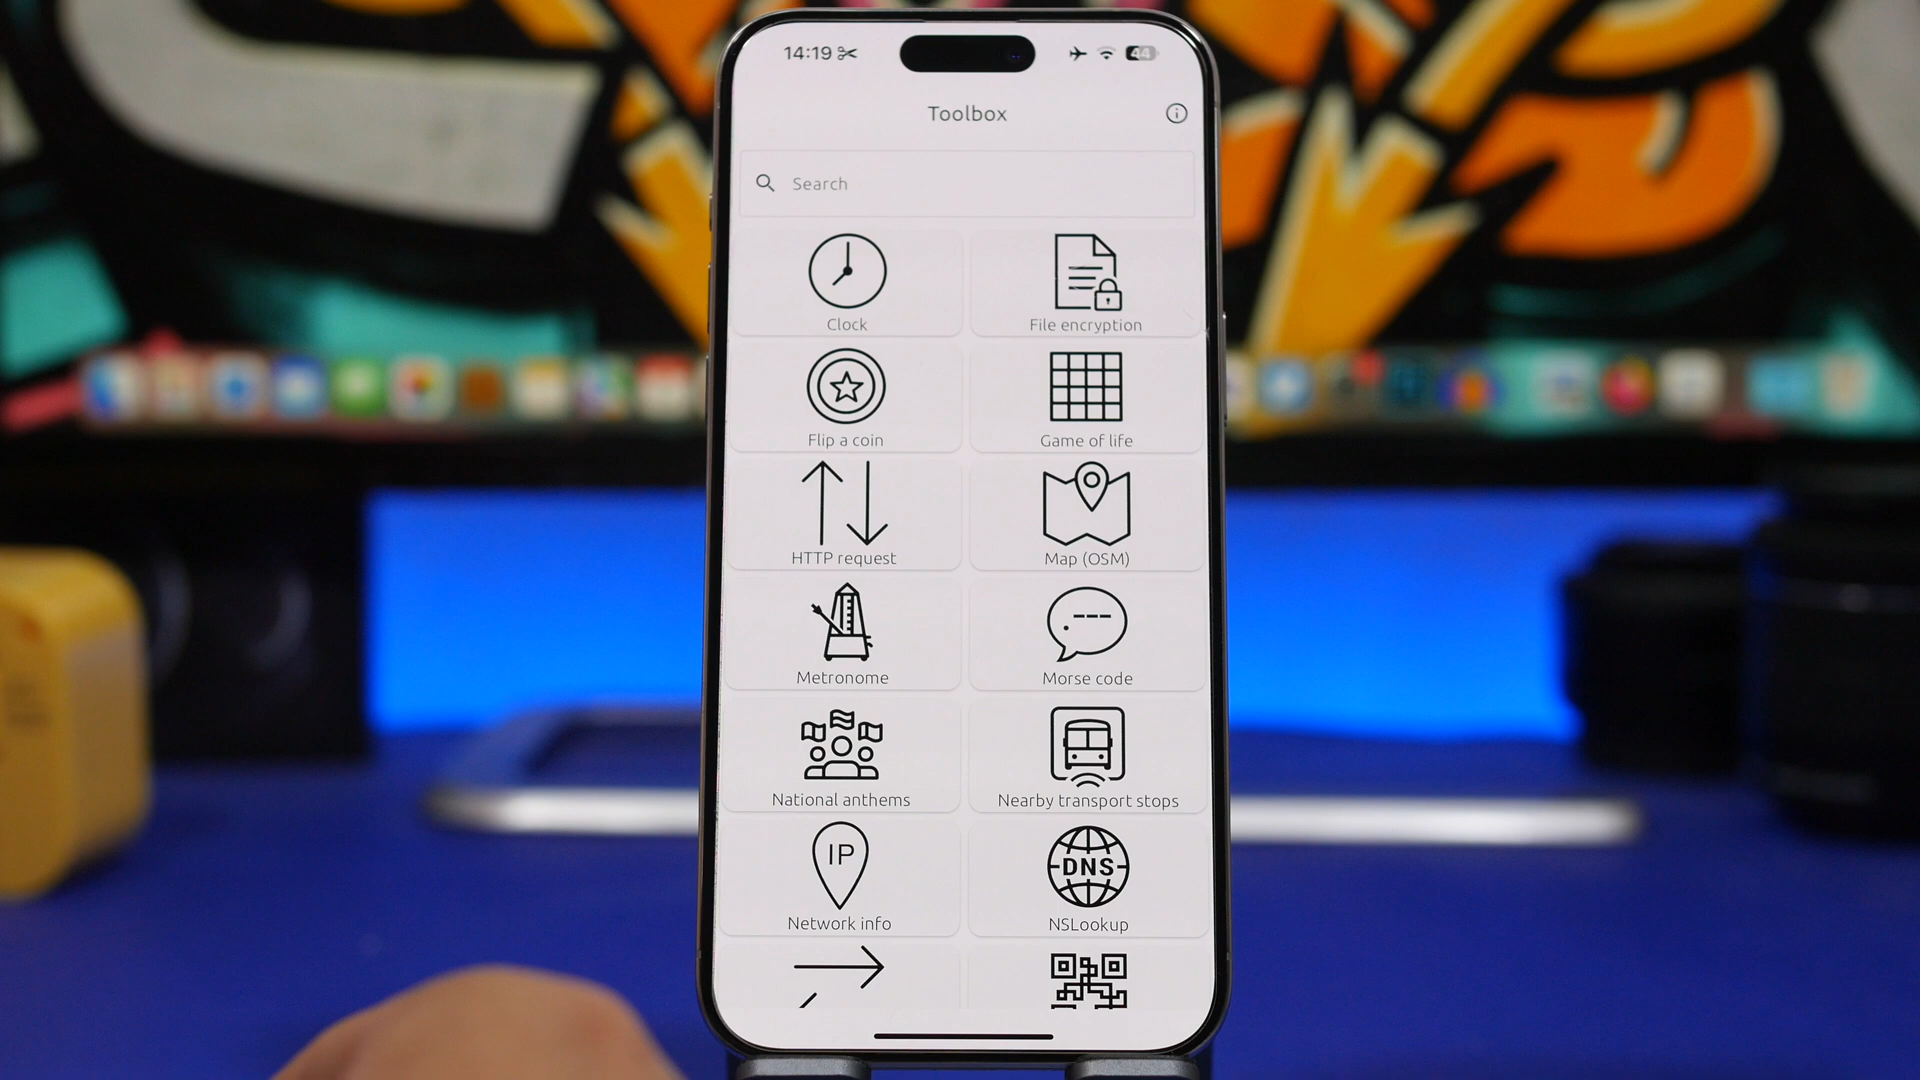 14:19
44
Toolbox
Search
Clock
File encryption
Flip a coin
Game of life
HTTP request
Map (OSM)
Metronome
Morse code
National anthems
Nearby transport stops
IP
Network info
DNS
NSLookup